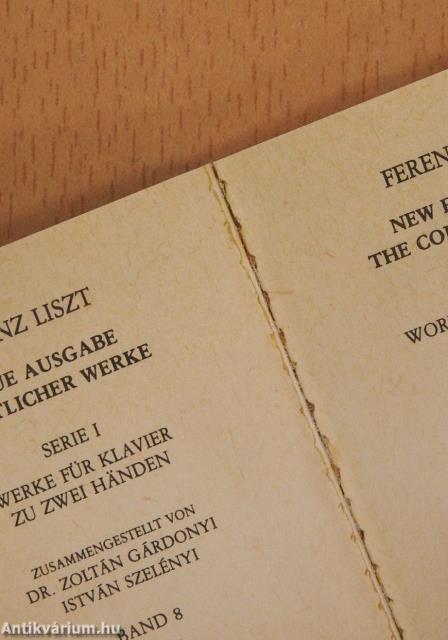 NZ LISZT
UE AUSGABE
TLICHER WERKE
SERIE I
WERKE FÜR KLAVIER
ZU ZWEI HÄNDEN
ZUSAMMENGESTELLT VON
DR. ZOLTÁN GÁRDONYI
ISTVÁN SZELÉNYI
BAND 8
FEREN
NEW
THE CO
WOR
Antikvárium.hu